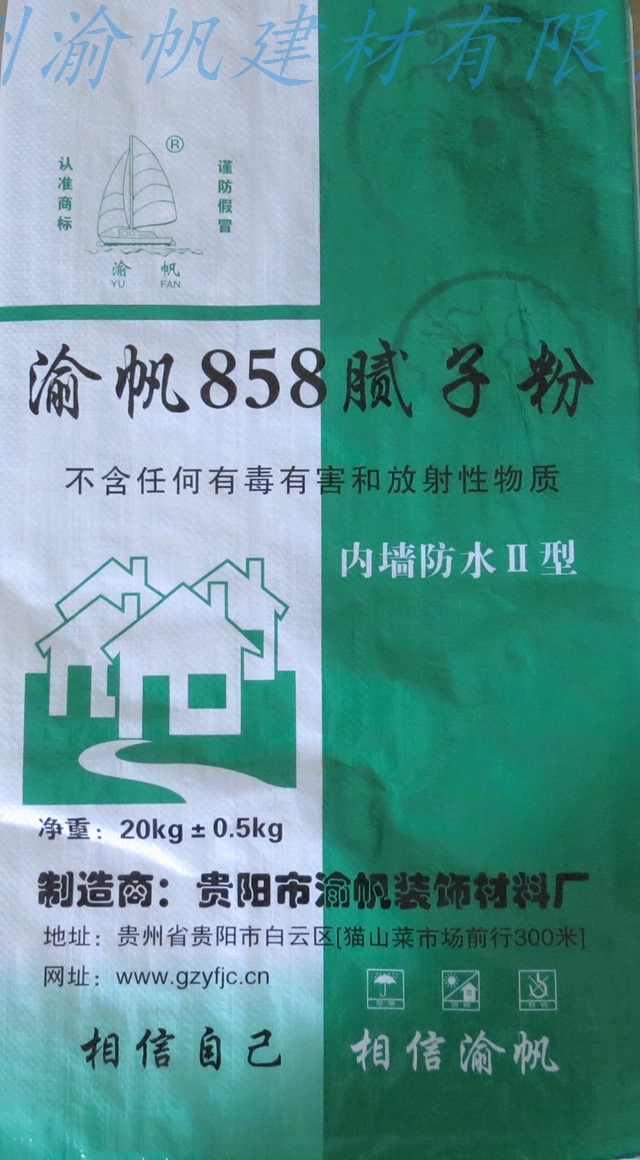 州渝帆建材有限
认准商标
谨防假冒
®
渝帆
YU FAN
渝帆858腻子粉
不含任何有毒有害和放射性物质
内墙防水Ⅱ型
净重：20kg±0.5kg
制造商：贵阳市渝帆装饰材料厂
地址：贵州省贵阳市白云区[猫山菜市场前行300米]
网址：www.gzyfjc.cn
相信自己 相信渝帆